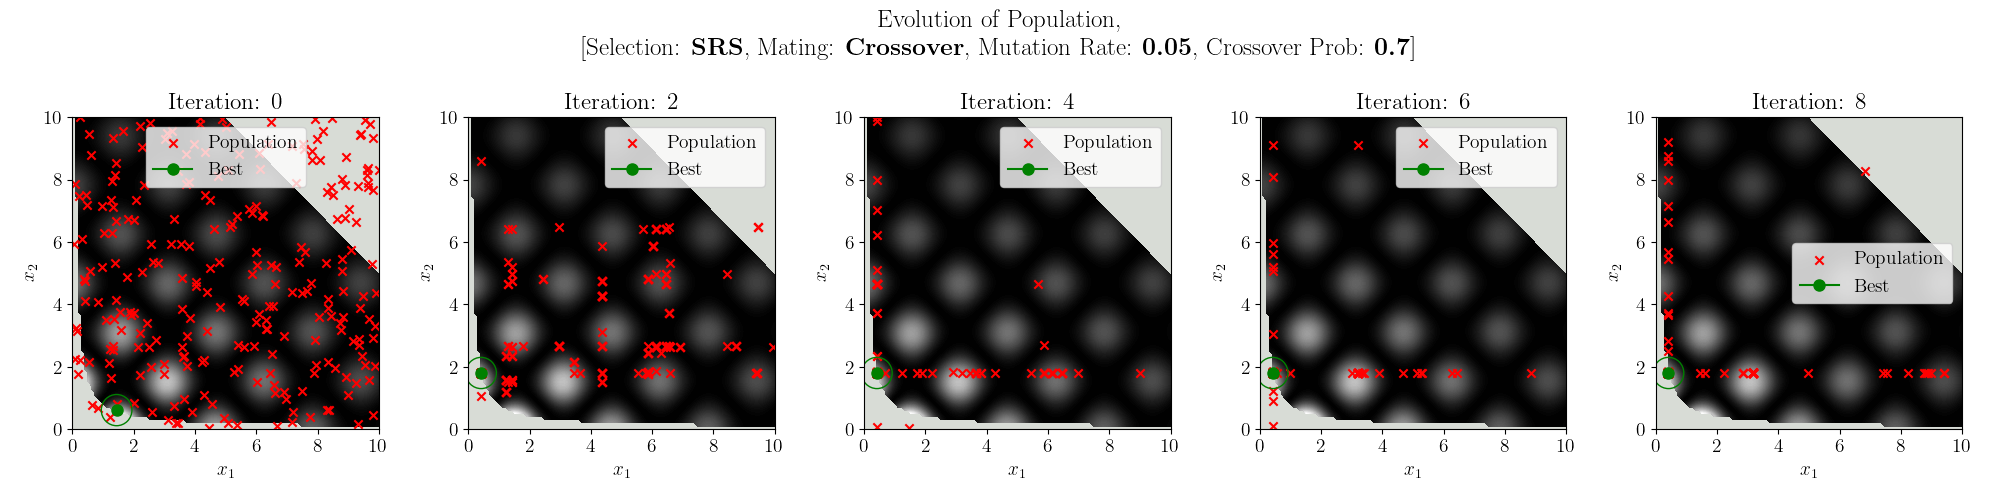 Evolution of Population,
[Selection: SRS, Mating: Crossover, Mutation Rate: 0.05, Crossover Prob: 0.7]
Iteration: 0
10
8
6
4
2
0
x2
0 2 4 6 8 10
x1
Population
Best
Iteration: 2
10
8
6
4
2
0
x2
0 2 4 6 8 10
x1
Population
Best
Iteration: 4
10
8
6
4
2
0
x2
0 2 4 6 8 10
x1
Population
Best
Iteration: 6
10
8
6
4
2
0
x2
0 2 4 6 8 10
x1
Population
Best
Iteration: 8
10
8
6
4
2
0
x2
0 2 4 6 8 10
x1
Population
Best